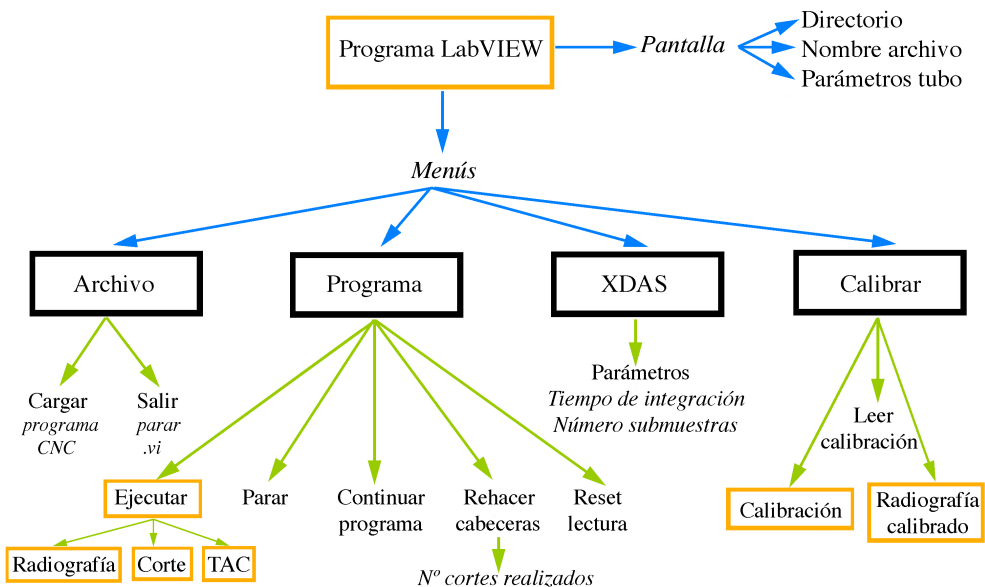 Programa LabVIEW
Pantalla
Directorio
Nombre archivo
Parámetros tubo
Menús
Archivo
Programa
XDAS
Calibrar
Cargar
programa
CNC
Salir
parar
.vi
Parámetros
Tiempo de integración
Número submuestras
Leer
calibración
Ejecutar
Parar
Continuar
programa
Rehacer
cabeceras
Reset
lectura
Calibración
Radiografía
calibrado
Radiografía
Corte
TAC
Nº cortes realizados